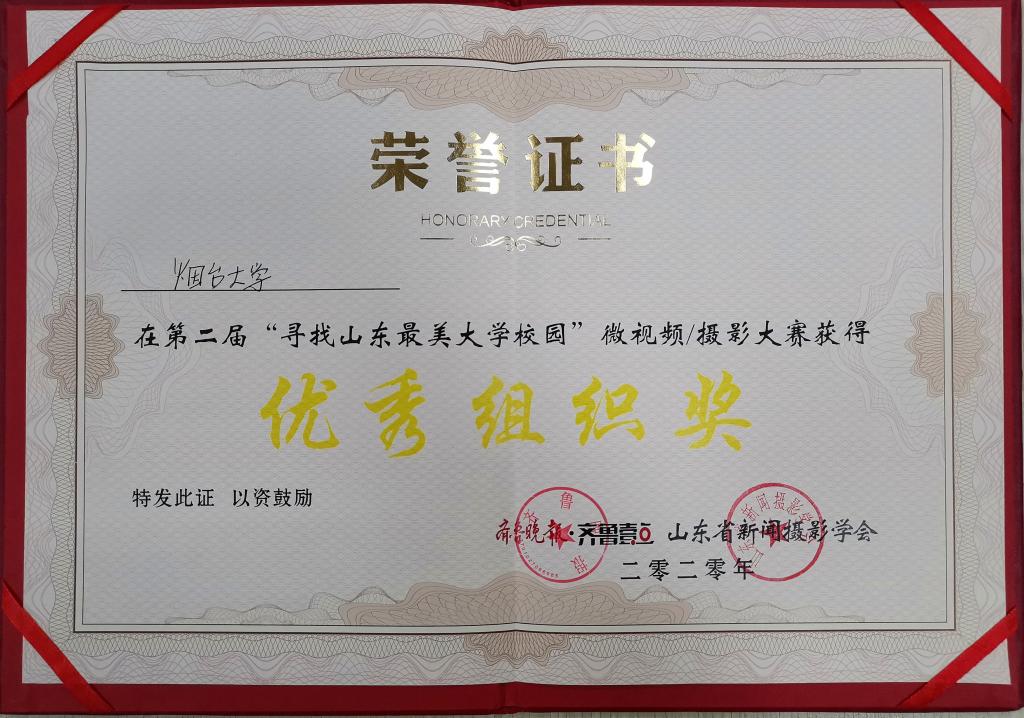 荣誉证书
HONORARY CREDENTIAL
烟台大学
在第二届“寻找山东最美大学校园”微视频/摄影大赛获得
优秀组织奖
特发此证 以资鼓励
齐鲁晚报·齐鲁壹点 山东省新闻摄影学会
二零二零年